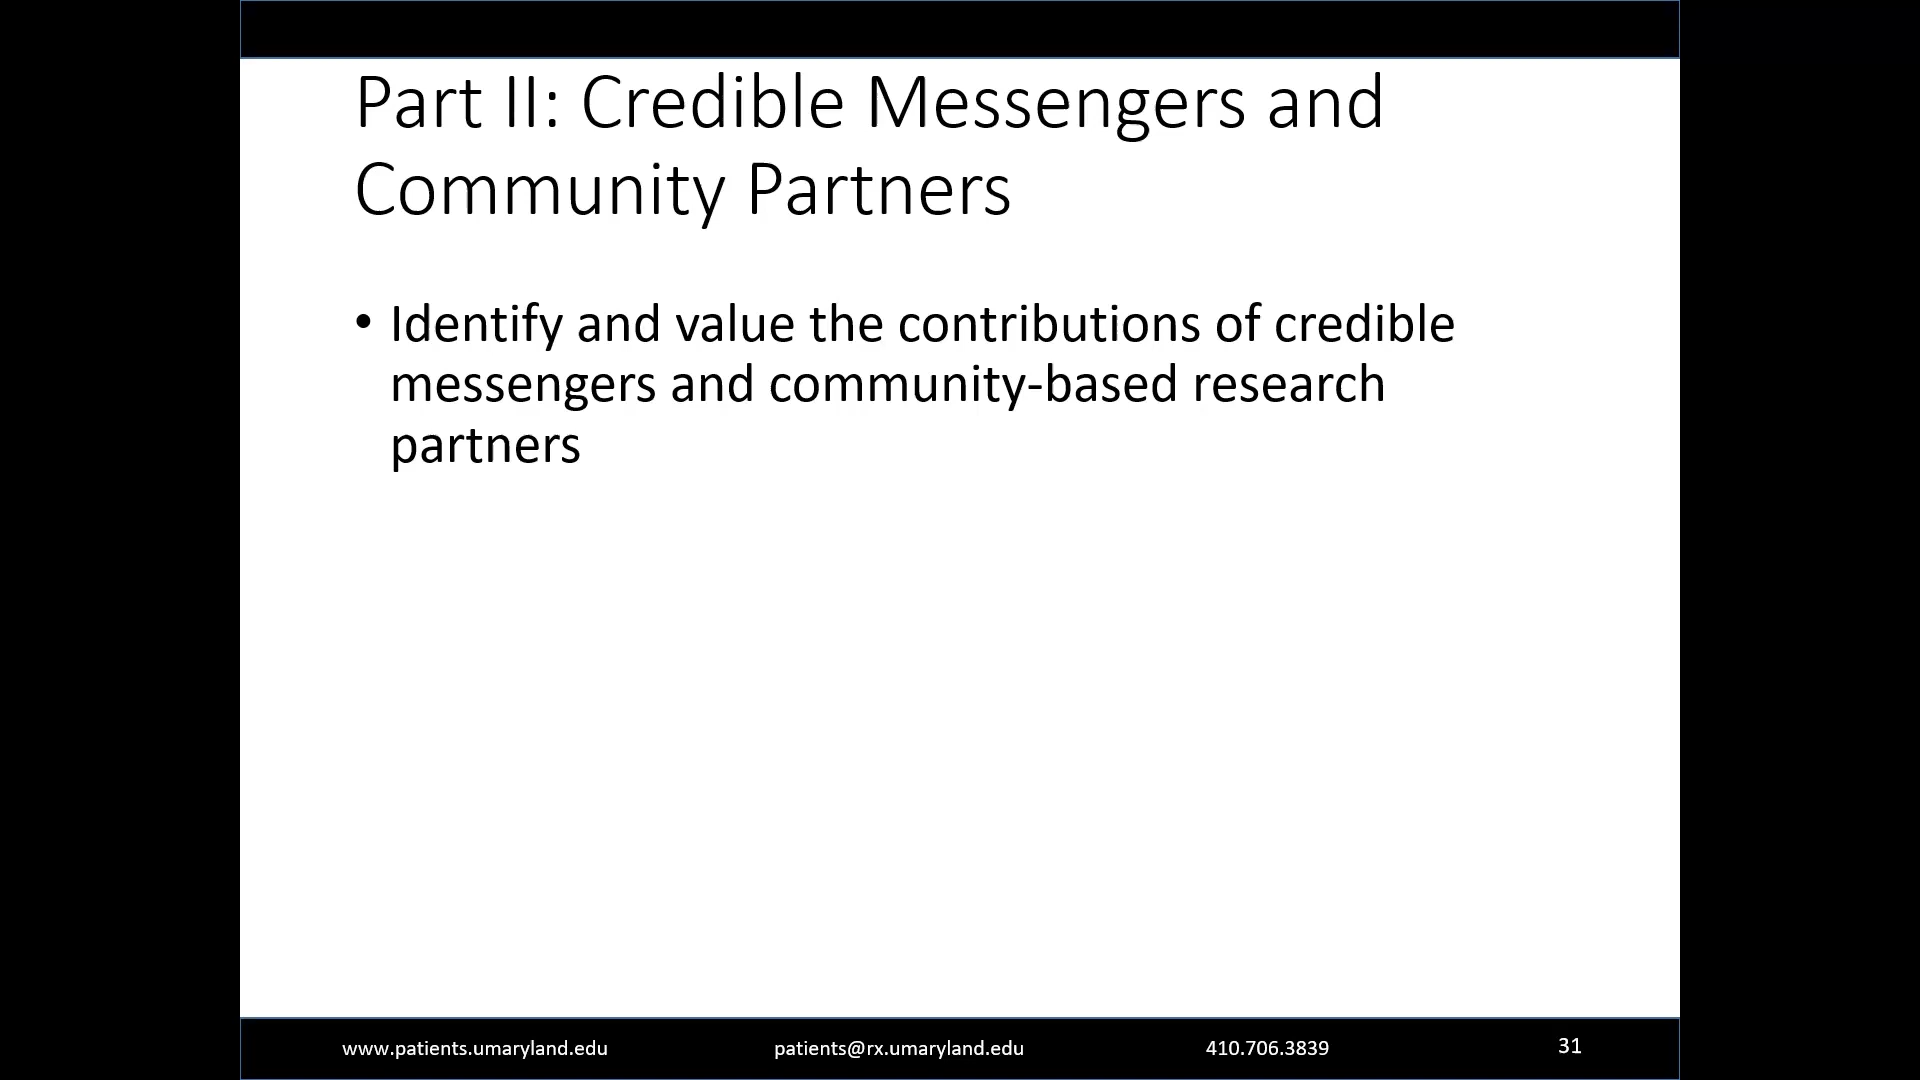 Part II: Credible Messengers and
Community Partners
• Identify and value the contributions of credible
messengers and community-based research
partners
www.patients.umaryland.edu
patients@rx.umaryland.edu
410.706.3839
31